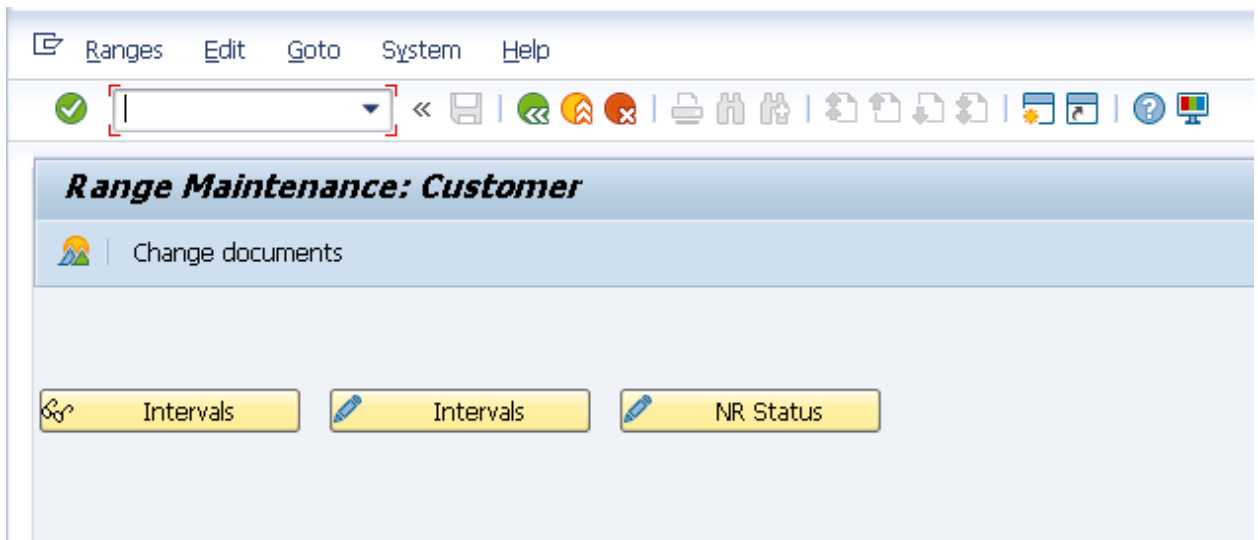 Ranges Edit Goto System Help
Range Maintenance: Customer
Change documents
Intervals Intervals NR Status